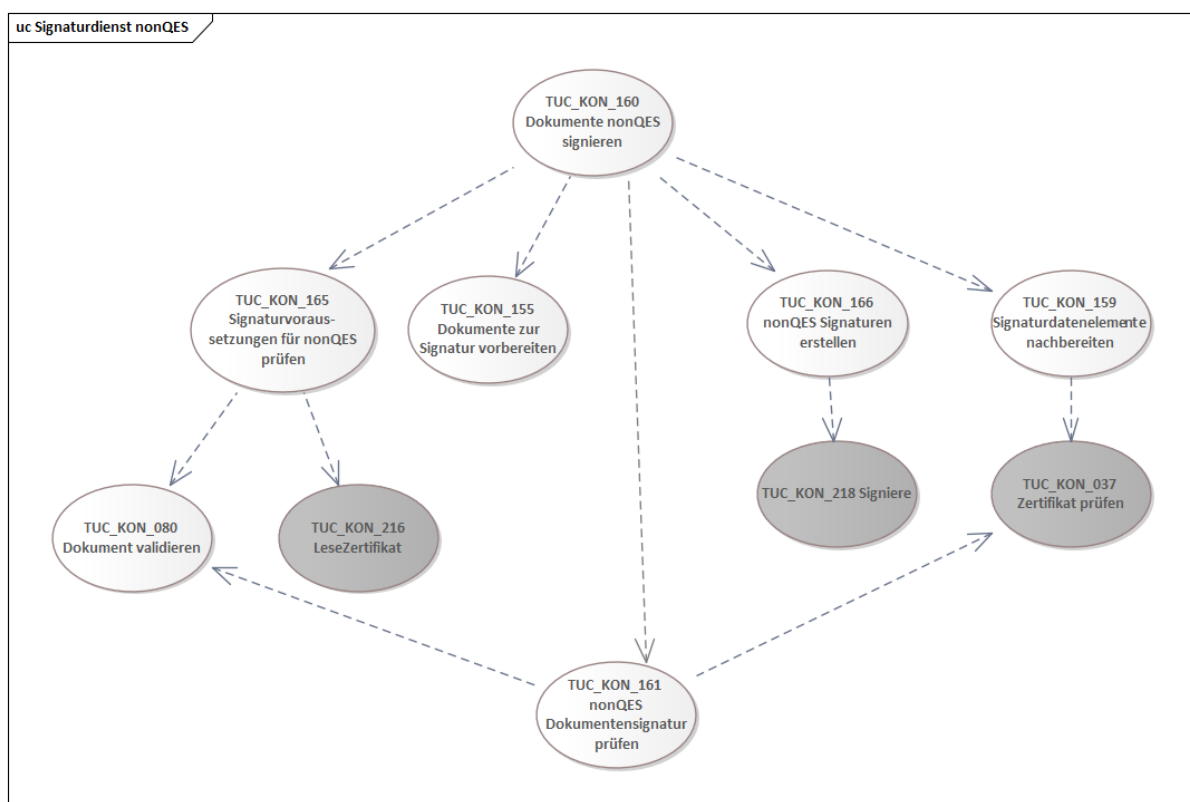 uc Signaturdienst nonQES
TUC_KON_160
Dokumente nonQES
signieren
TUC_KON_165
Signaturvoraus-
setzungen für nonQES
prüfen
TUC_KON_155
Dokumente zur
Signatur vorbereiten
TUC_KON_166
nonQES Signaturen
erstellen
TUC_KON_159
Signaturdatenelemente
nachbereiten
TUC_KON_080
Dokument validieren
TUC_KON_216
LeseZertifikat
TUC_KON_218 Signiere
TUC_KON_037
Zertifikat prüfen
TUC_KON_161
nonQES
Dokumentensignatur
prüfen